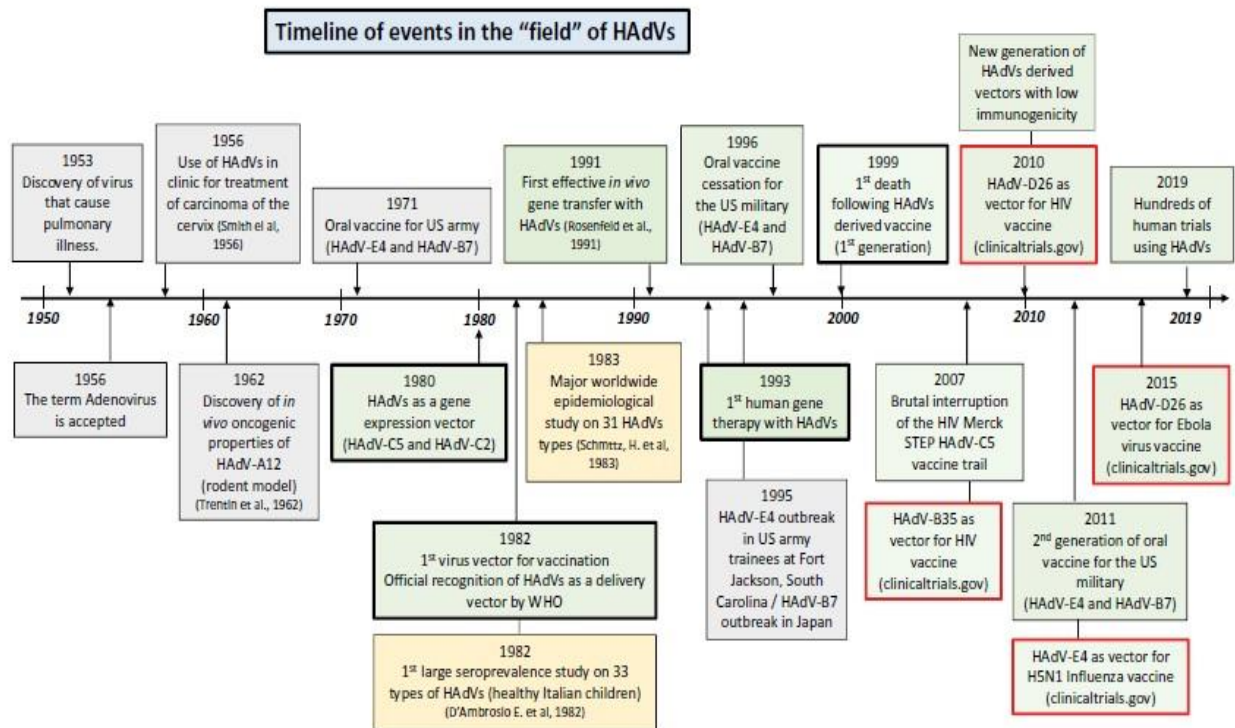 Timeline of events in the “field” of HAdVs
New generation of
HAdVs derived
vectors with low
immunogenicity
1953
Discovery of virus
that cause
pulmonary
illness.
1956
Use of HAdVs in
clinic for treatment
of carcinoma of the
cervix (Smith el al,
1956)
1971
Oral vaccine for US army
(HAdV-E4 and HAdV-B7)
1991
First effective in vivo
gene transfer with
HAdVs (Rosenfeld et al.,
1991)
1996
Oral vaccine
cessation for
the US military
(HAdV-E4 and
HAdV-B7)
1999
1st death
following HAdVs
derived vaccine
(1st generation)
2010
HAdV-D26 as
vector for HIV
vaccine
(clinicaltrials.gov)
2019
Hundreds of
human trials
using HAdVs
1950
1960
1970
1980
1990
2000
2010
2019
1956
The term Adenovirus
is accepted
1962
Discovery of in
vivo oncogenic
properties of
HAdV-A12
(rodent model)
(Trentin et al., 1962)
1980
HAdVs as a gene
expression vector
(HAdV-C5 and HAdV-C2)
1983
Major worldwide
epidemiological
study on 31 HAdVs
types (Schmttz, H. et al,
1983)
1993
1st human gene
therapy with HAdVs
2007
Brutal interruption
of the HIV Merck
STEP HAdV-C5
vaccine trail
2015
HAdV-D26 as
vector for Ebola
virus vaccine
(clinicaltrials.gov)
1982
1st virus vector for vaccination
Official recognition of HAdVs as a delivery
vector by WHO
1995
HAdV-E4 outbreak
in US army
trainees at Fort
Jackson, South
Carolina / HAdV-B7
outbreak in Japan
HAdV-B35 as
vector for HIV
vaccine
(clinicaltrials.gov)
2011
2nd generation of oral
vaccine for the US
military
(HAdV-E4 and HAdV-B7)
1982
1st large seroprevalence study on 33
types of HAdVs (healthy Italian children)
(D’Ambrosio E. et al, 1982)
HAdV-E4 as vector for
H5N1 Influenza vaccine
(clinicaltrials.gov)